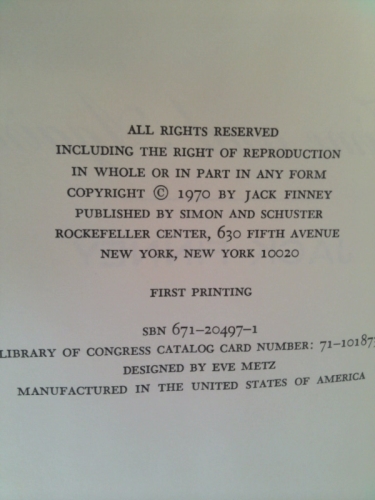 ALL RIGHTS RESERVED
INCLUDING THE RIGHT OF REPRODUCTION
IN WHOLE OR IN PART IN ANY FORM
COPYRIGHT © 1970 BY JACK FINNEY
PUBLISHED BY SIMON AND SCHUSTER
ROCKEFELLER CENTER, 630 FIFTH AVENUE
NEW YORK, NEW YORK 10020
FIRST PRINTING
SBN 671-20497-1
LIBRARY OF CONGRESS CATALOG CARD NUMBER: 71-101877
DESIGNED BY EVE METZ
MANUFACTURED IN THE UNITED STATES OF AMERICA